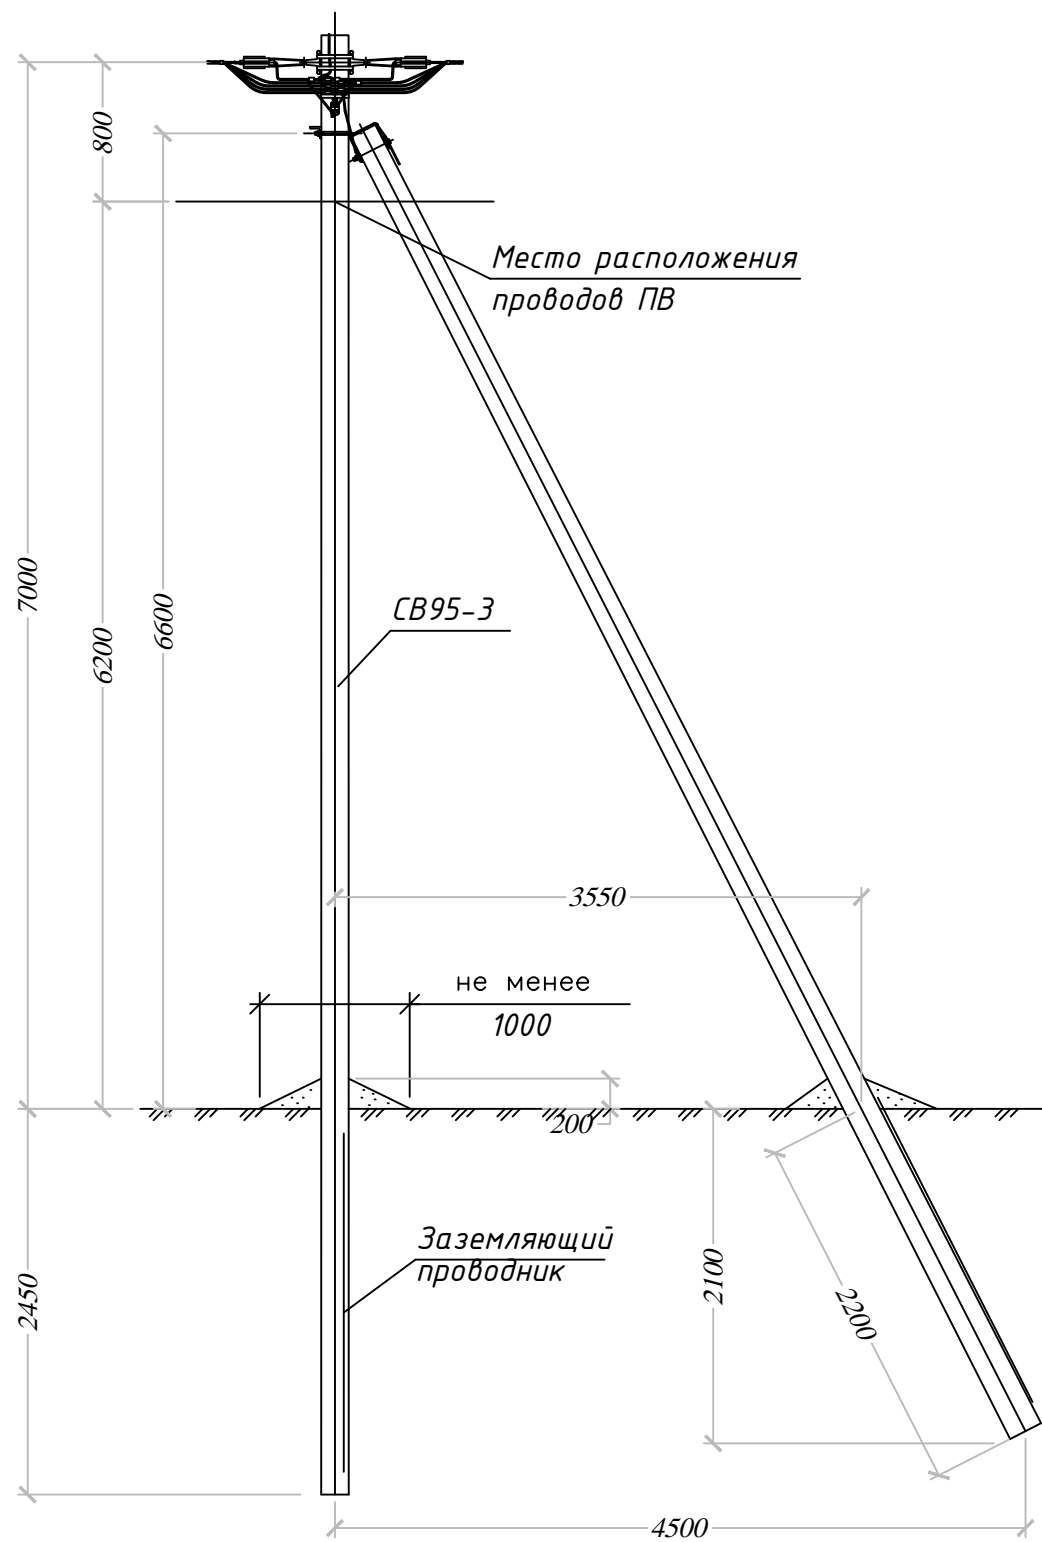 800
7000
6200
6600
Место расположения
проводов ПВ
СВ95-3
3550
не менее
1000
200
Заземляющий
проводник
2450
2100
2200
4500